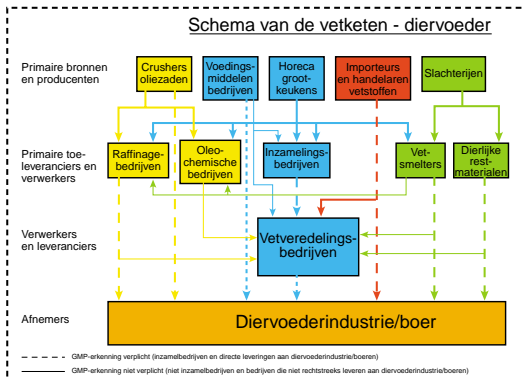 Schema van de vetketen - diervoeder
Primaire bronnen
en producenten
Crushers
oliezaden
Voedings-
middelen
bedrijven
Horeca
groot-
keukens
Importeurs
en handelaren
vetstoffen
Slachterijen
Primaire toe-
leveranciers en
verwerkers
Raffinage-
bedrijven
Oleo-
chemische
bedrijven
Inzamelings-
bedrijven
Vet-
smelters
Dierlijke
rest-
materialen
Verwerkers
en leveranciers
Vetveredelings-
bedrijven
Afnemers
Diervoederindustrie/boer
GMP-erkenning verplicht (inzamelbedrijven en directe leveringen aan diervoederindustrie/boeren)
GMP-erkenning niet verplicht (niet inzamelbedrijven en bedrijven die niet rechtstreeks leveren aan diervoederindustrie/boeren)